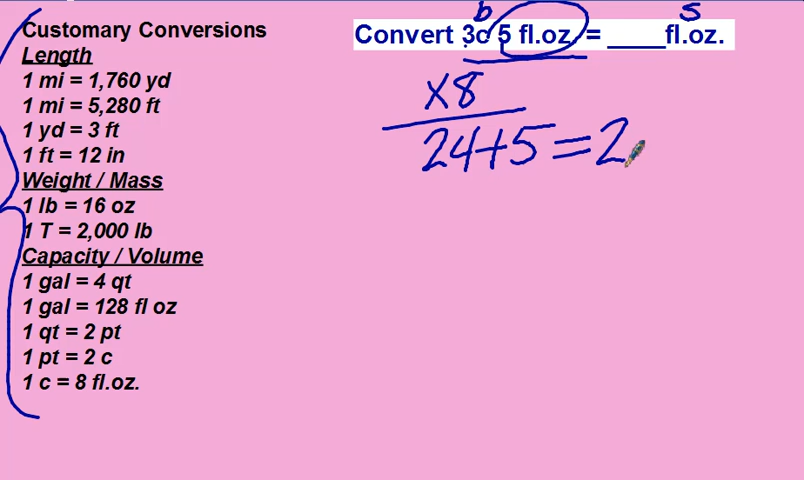 Customary Conversions
Length
1 mi = 1,760 yd
1 mi = 5,280 ft
1 yd = 3 ft
1 ft = 12 in
Weight / Mass
1 lb = 16 oz
1 T = 2,000 lb
Capacity / Volume
1 gal = 4 qt
1 gal = 128 fl oz
1 qt = 2 pt
1 pt = 2 c
1 c = 8 fl.oz.
b s
Convert 3c 5 fl.oz. = ____fl.oz.
x8
24+5=2